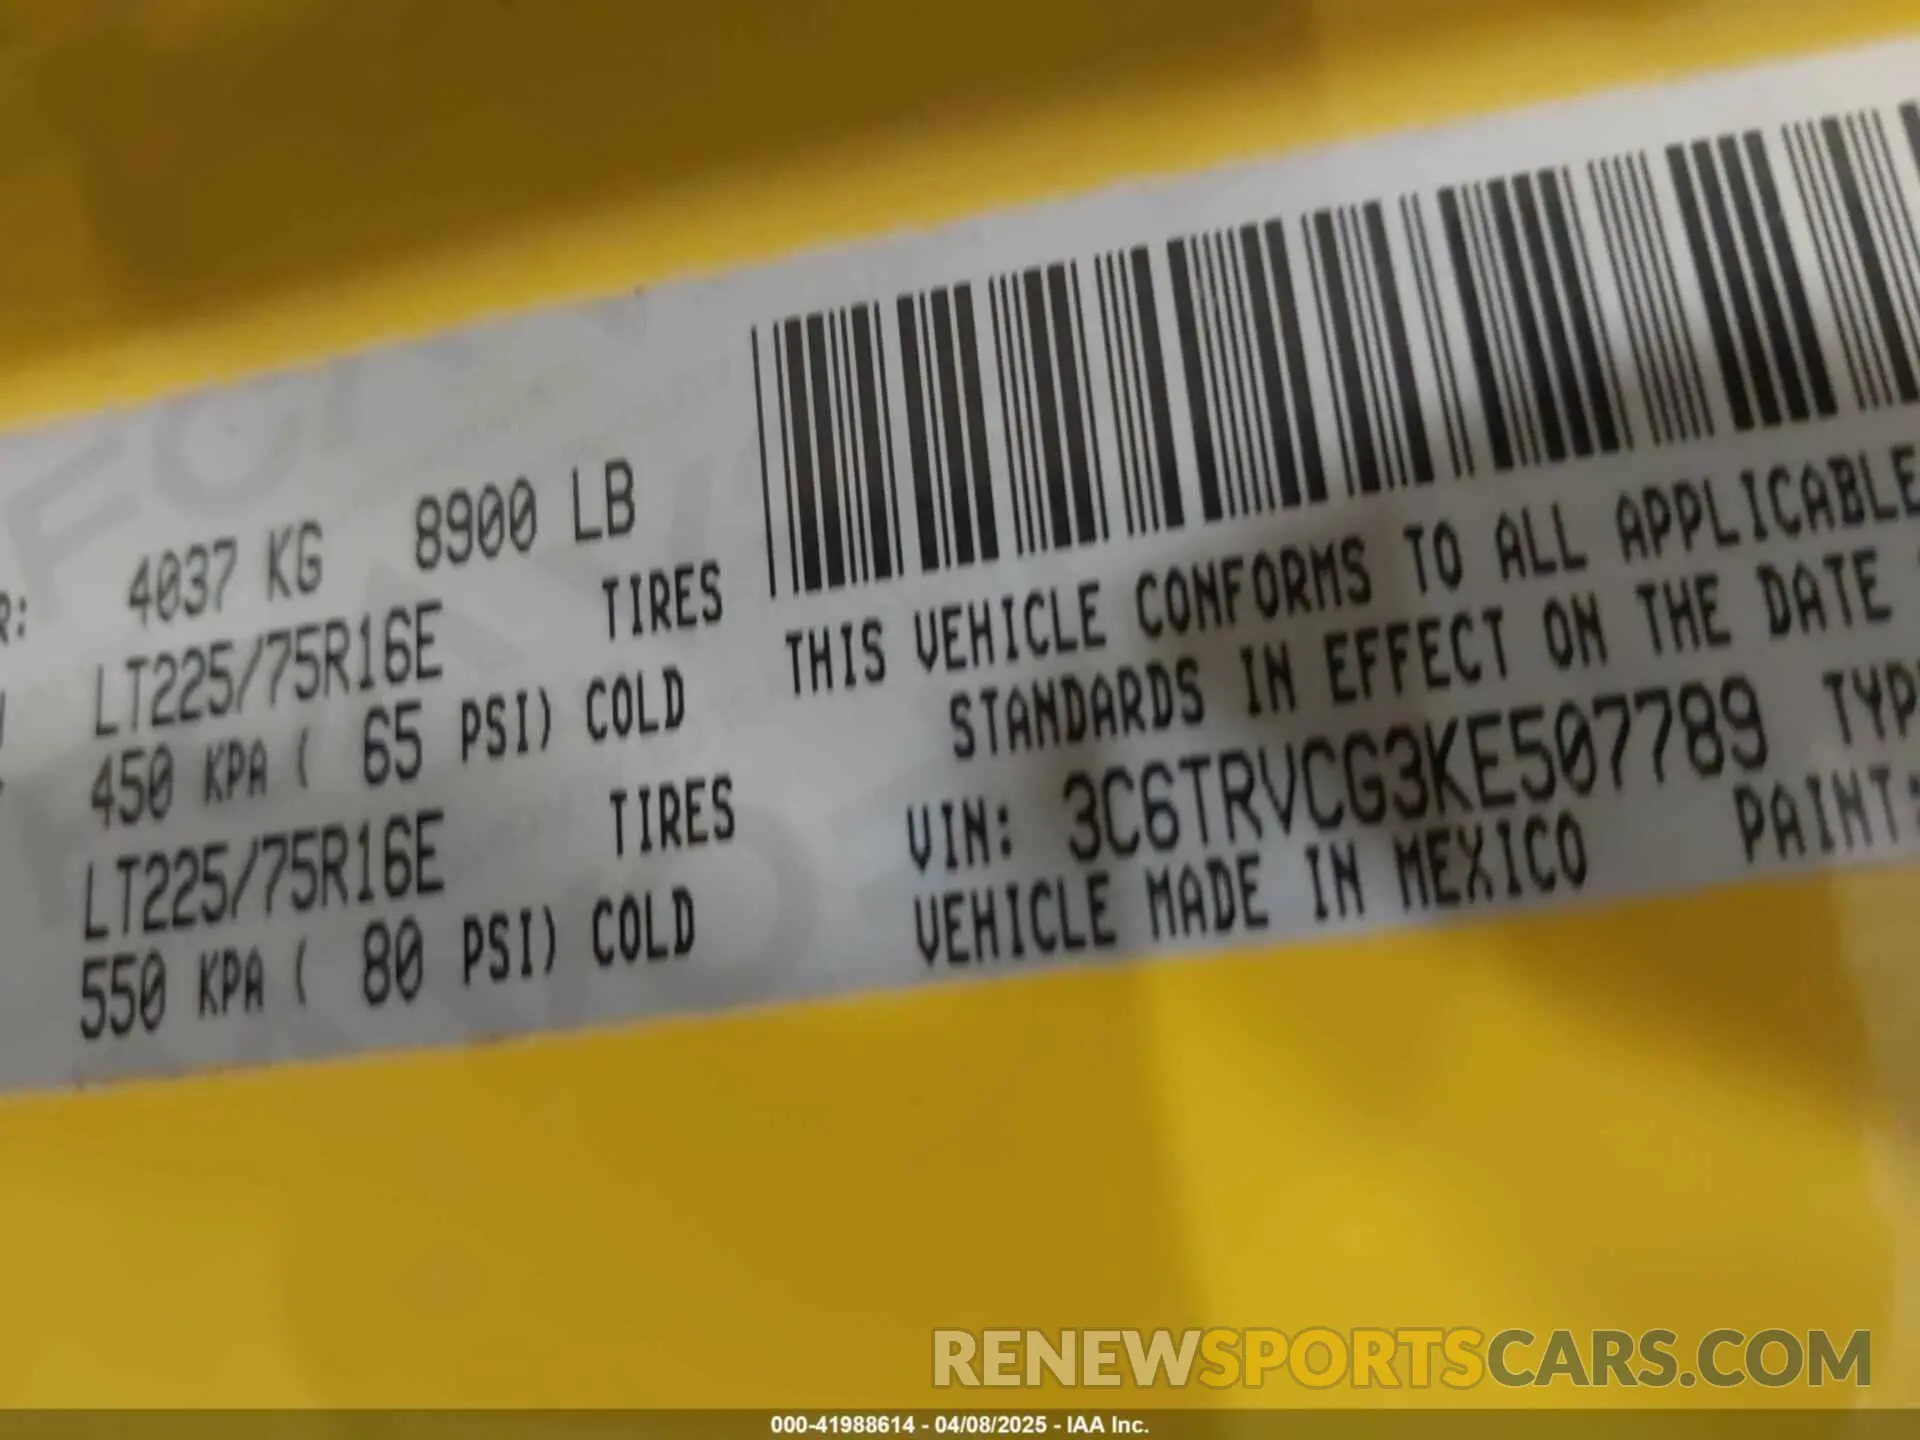 R: 4037 KG 8900 LB
LT225/75R16E TIRES
450 KPA ( 65 PSI) COLD
LT225/75R16E TIRES
550 KPA ( 80 PSI) COLD
THIS VEHICLE CONFORMS TO ALL APPLICABLE
STANDARDS IN EFFECT ON THE DATE
VIN: 3C6TRVCG3KE507789 TYP
VEHICLE MADE IN MEXICO PAINT:
RENEWSPORTSCARS.COM
000-41988614 - 04/08/2025 - IAA Inc.